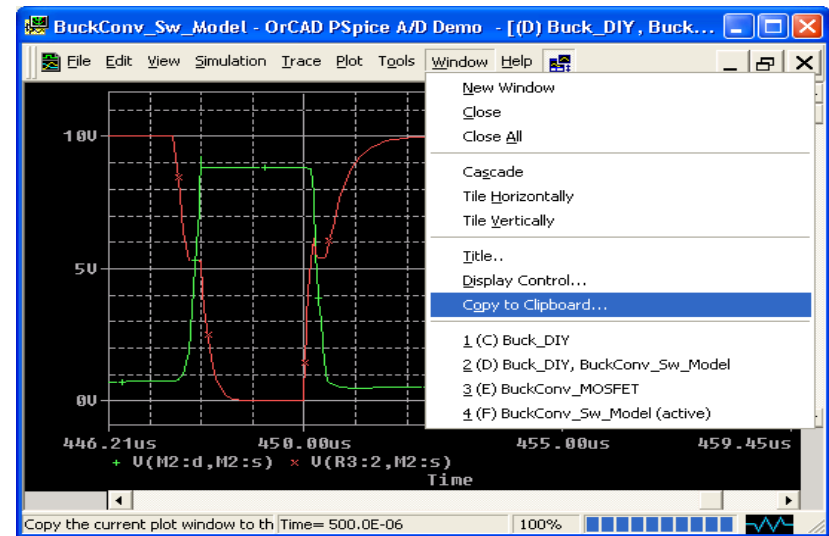 BuckConv_Sw_Model - OrCAD PSpice A/D Demo - [(D) Buck_DIY, Buck...
File Edit View Simulation Trace Plot Tools Window Help
New Window
Close
Close All
Cascade
Tile Horizontally
Tile Vertically
Title..
Display Control...
Copy to Clipboard...
1 (C) Buck_DIY
2 (D) Buck_DIY, BuckConv_Sw_Model
3 (E) BuckConv_MOSFET
4 (F) BuckConv_Sw_Model (active)
10V
5V
0V
446.21us 450.00us 455.00us 459.45us
V(M2:d,M2:s) V(R3:2,M2:s)
Time
Copy the current plot window to th Time= 500.0E-06 100%